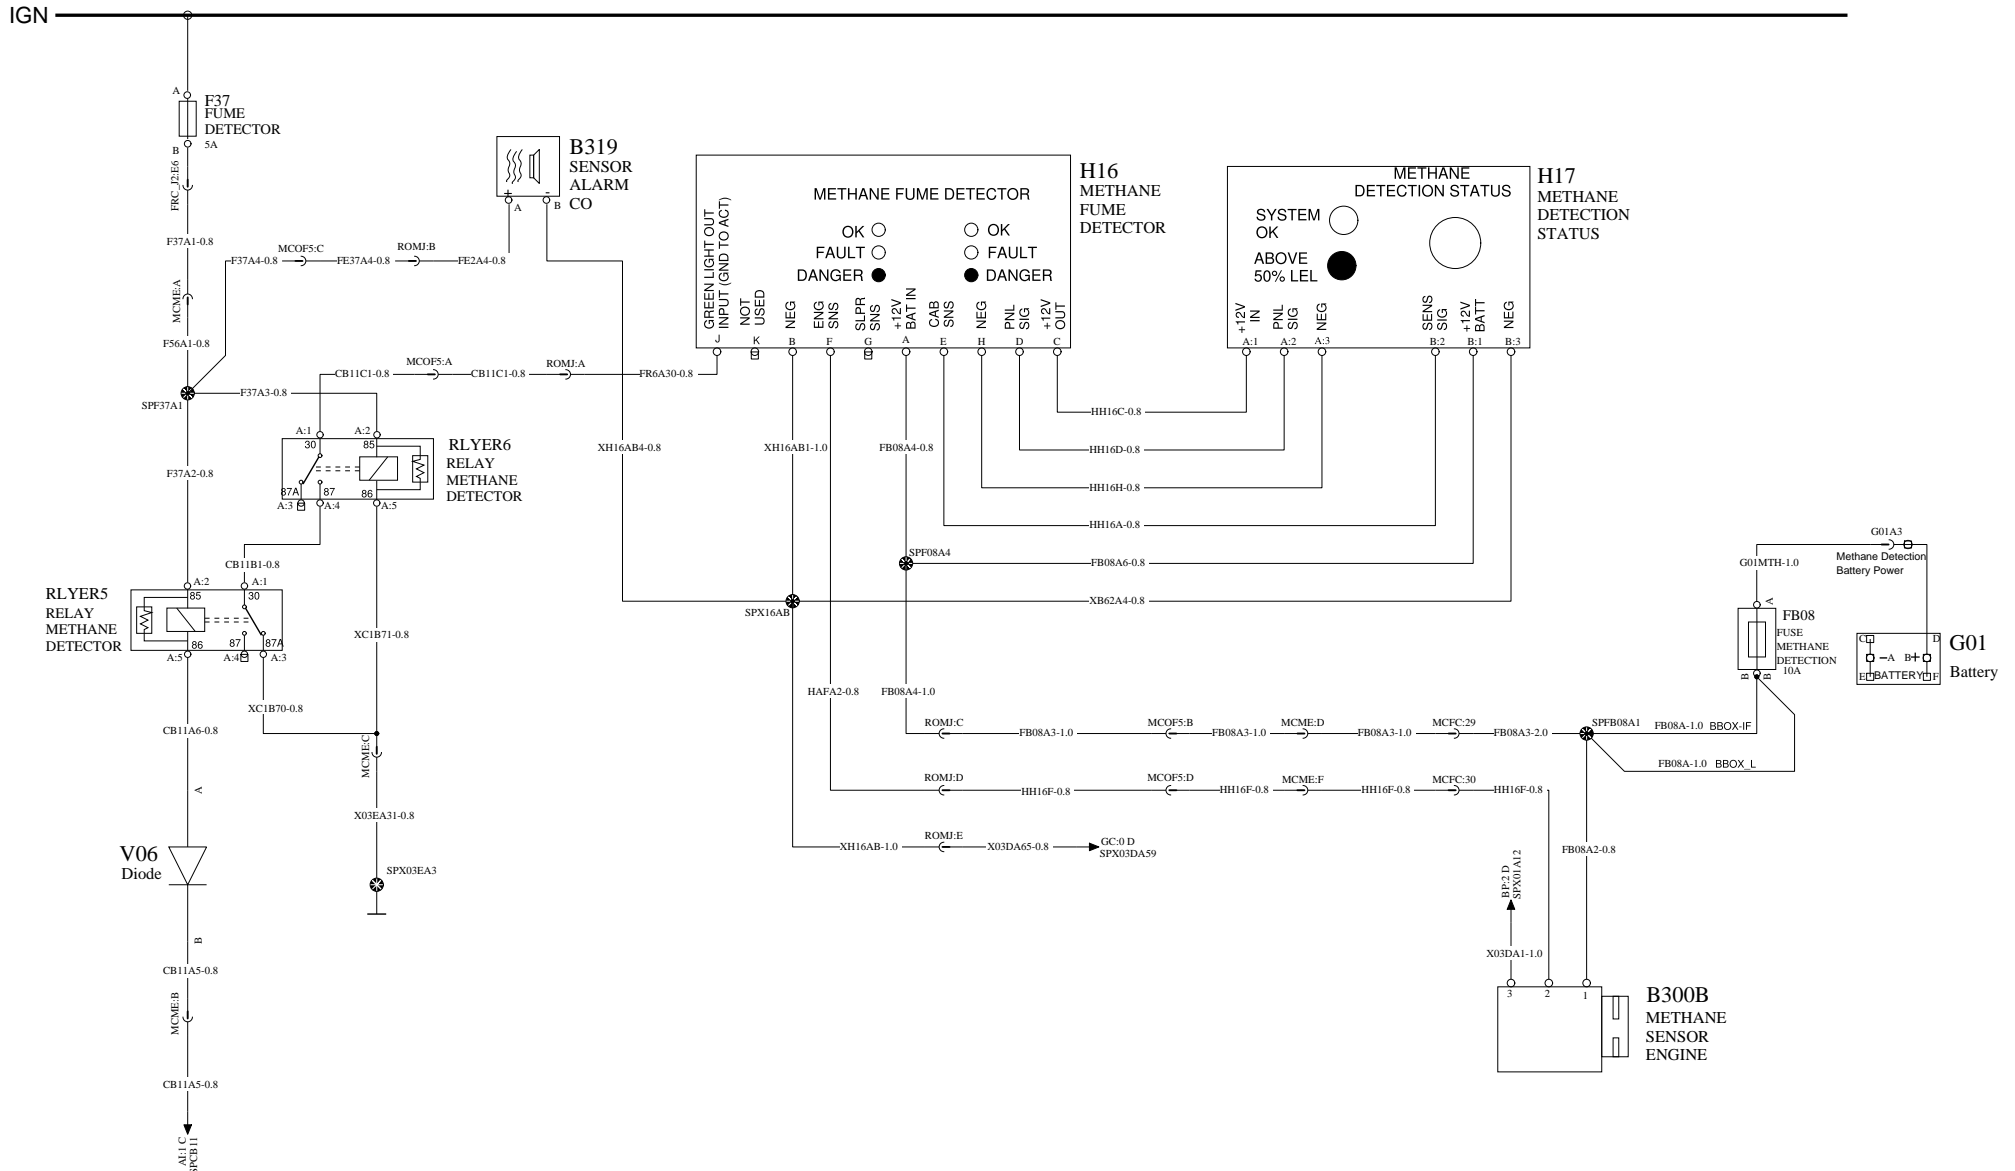 IGN
A
F37
FUME
DETECTOR
5A
B
FRC_J2:E6
F37A1-0.8
MCME:A
F56A1-0.8
SPF37A1
F37A2-0.8
F37A4-0.8
MCOF5:C
FE37A4-0.8
ROMJ:B
FE2A4-0.8
B319
SENSOR
ALARM
CO
+
-
A
B
F37A3-0.8
CB11C1-0.8
MCOF5:A
CB11C1-0.8
ROMJ:A
FR6A30-0.8
A:1
A:2
30
85
87A
87
86
A:3
A:4
A:5
RLYER6
RELAY
METHANE
DETECTOR
CB11B1-0.8
RLYER5
RELAY
METHANE
DETECTOR
A:2
A:1
85
30
86
87
87A
A:5
A:4
A:3
XC1B71-0.8
XC1B70-0.8
CB11A6-0.8
MCME:C
X03EA31-0.8
SPX03EA3
A
V06
Diode
B
CB11A5-0.8
MCME:B
CB11A5-0.8
AI:1 C
SPCB11
METHANE FUME DETECTOR
OK
FAULT
DANGER
OK
FAULT
DANGER
GREEN LIGHT OUT
INPUT (GND TO ACT)
NOT
USED
NEG
ENG
SNS
SLPR
SNS
+12V
BAT IN
CAB
SNS
NEG
PNL
SIG
+12V
OUT
J
K
B
F
G
A
E
H
D
C
H16
METHANE
FUME
DETECTOR
METHANE
DETECTION STATUS
SYSTEM
OK
ABOVE
50% LEL
+12V
IN
PNL
SIG
NEG
SENS
SIG
+12V
BATT
NEG
A:1
A:2
A:3
B:2
B:1
B:3
H17
METHANE
DETECTION
STATUS
HH16C-0.8
HH16D-0.8
HH16H-0.8
HH16A-0.8
XH16AB4-0.8
XH16AB1-1.0
FB08A4-0.8
SPF08A4
FB08A6-0.8
SPX16AB
XB62A4-0.8
HAFA2-0.8
FB08A4-1.0
ROMJ:C
FB08A3-1.0
MCOF5:B
FB08A3-1.0
MCME:D
FB08A3-1.0
MCFC:29
FB08A3-2.0
SPFB08A1
FB08A-1.0 BBOX-IF
FB08A-1.0 BBOX_L
ROMJ:D
HH16F-0.8
MCOF5:D
HH16F-0.8
MCME:F
HH16F-0.8
MCFC:30
HH16F-0.8
XH16AB-1.0
ROMJ:E
X03DA65-0.8
GC:0 D
SPX03DA59
G01A3
Methane Detection
Battery Power
G01MTH-1.0
A
FB08
FUSE
METHANE
DETECTION
10A
B
B
C
D
A
B
E
F
BATTERY
G01
Battery
FB08A2-0.8
BP:2 D
SPX01A12
X03DA1-1.0
3
2
1
B300B
METHANE
SENSOR
ENGINE